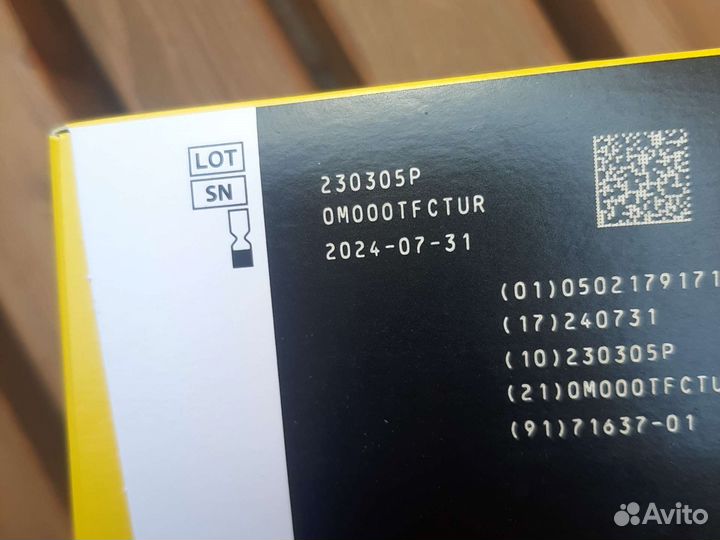 LOT
SN
230305P
0M000TFCTUR
2024-07-31
(01)0502179171
(17)240731
(10)230305P
(21)0M000TFCTU
(91)71637-01
Avito